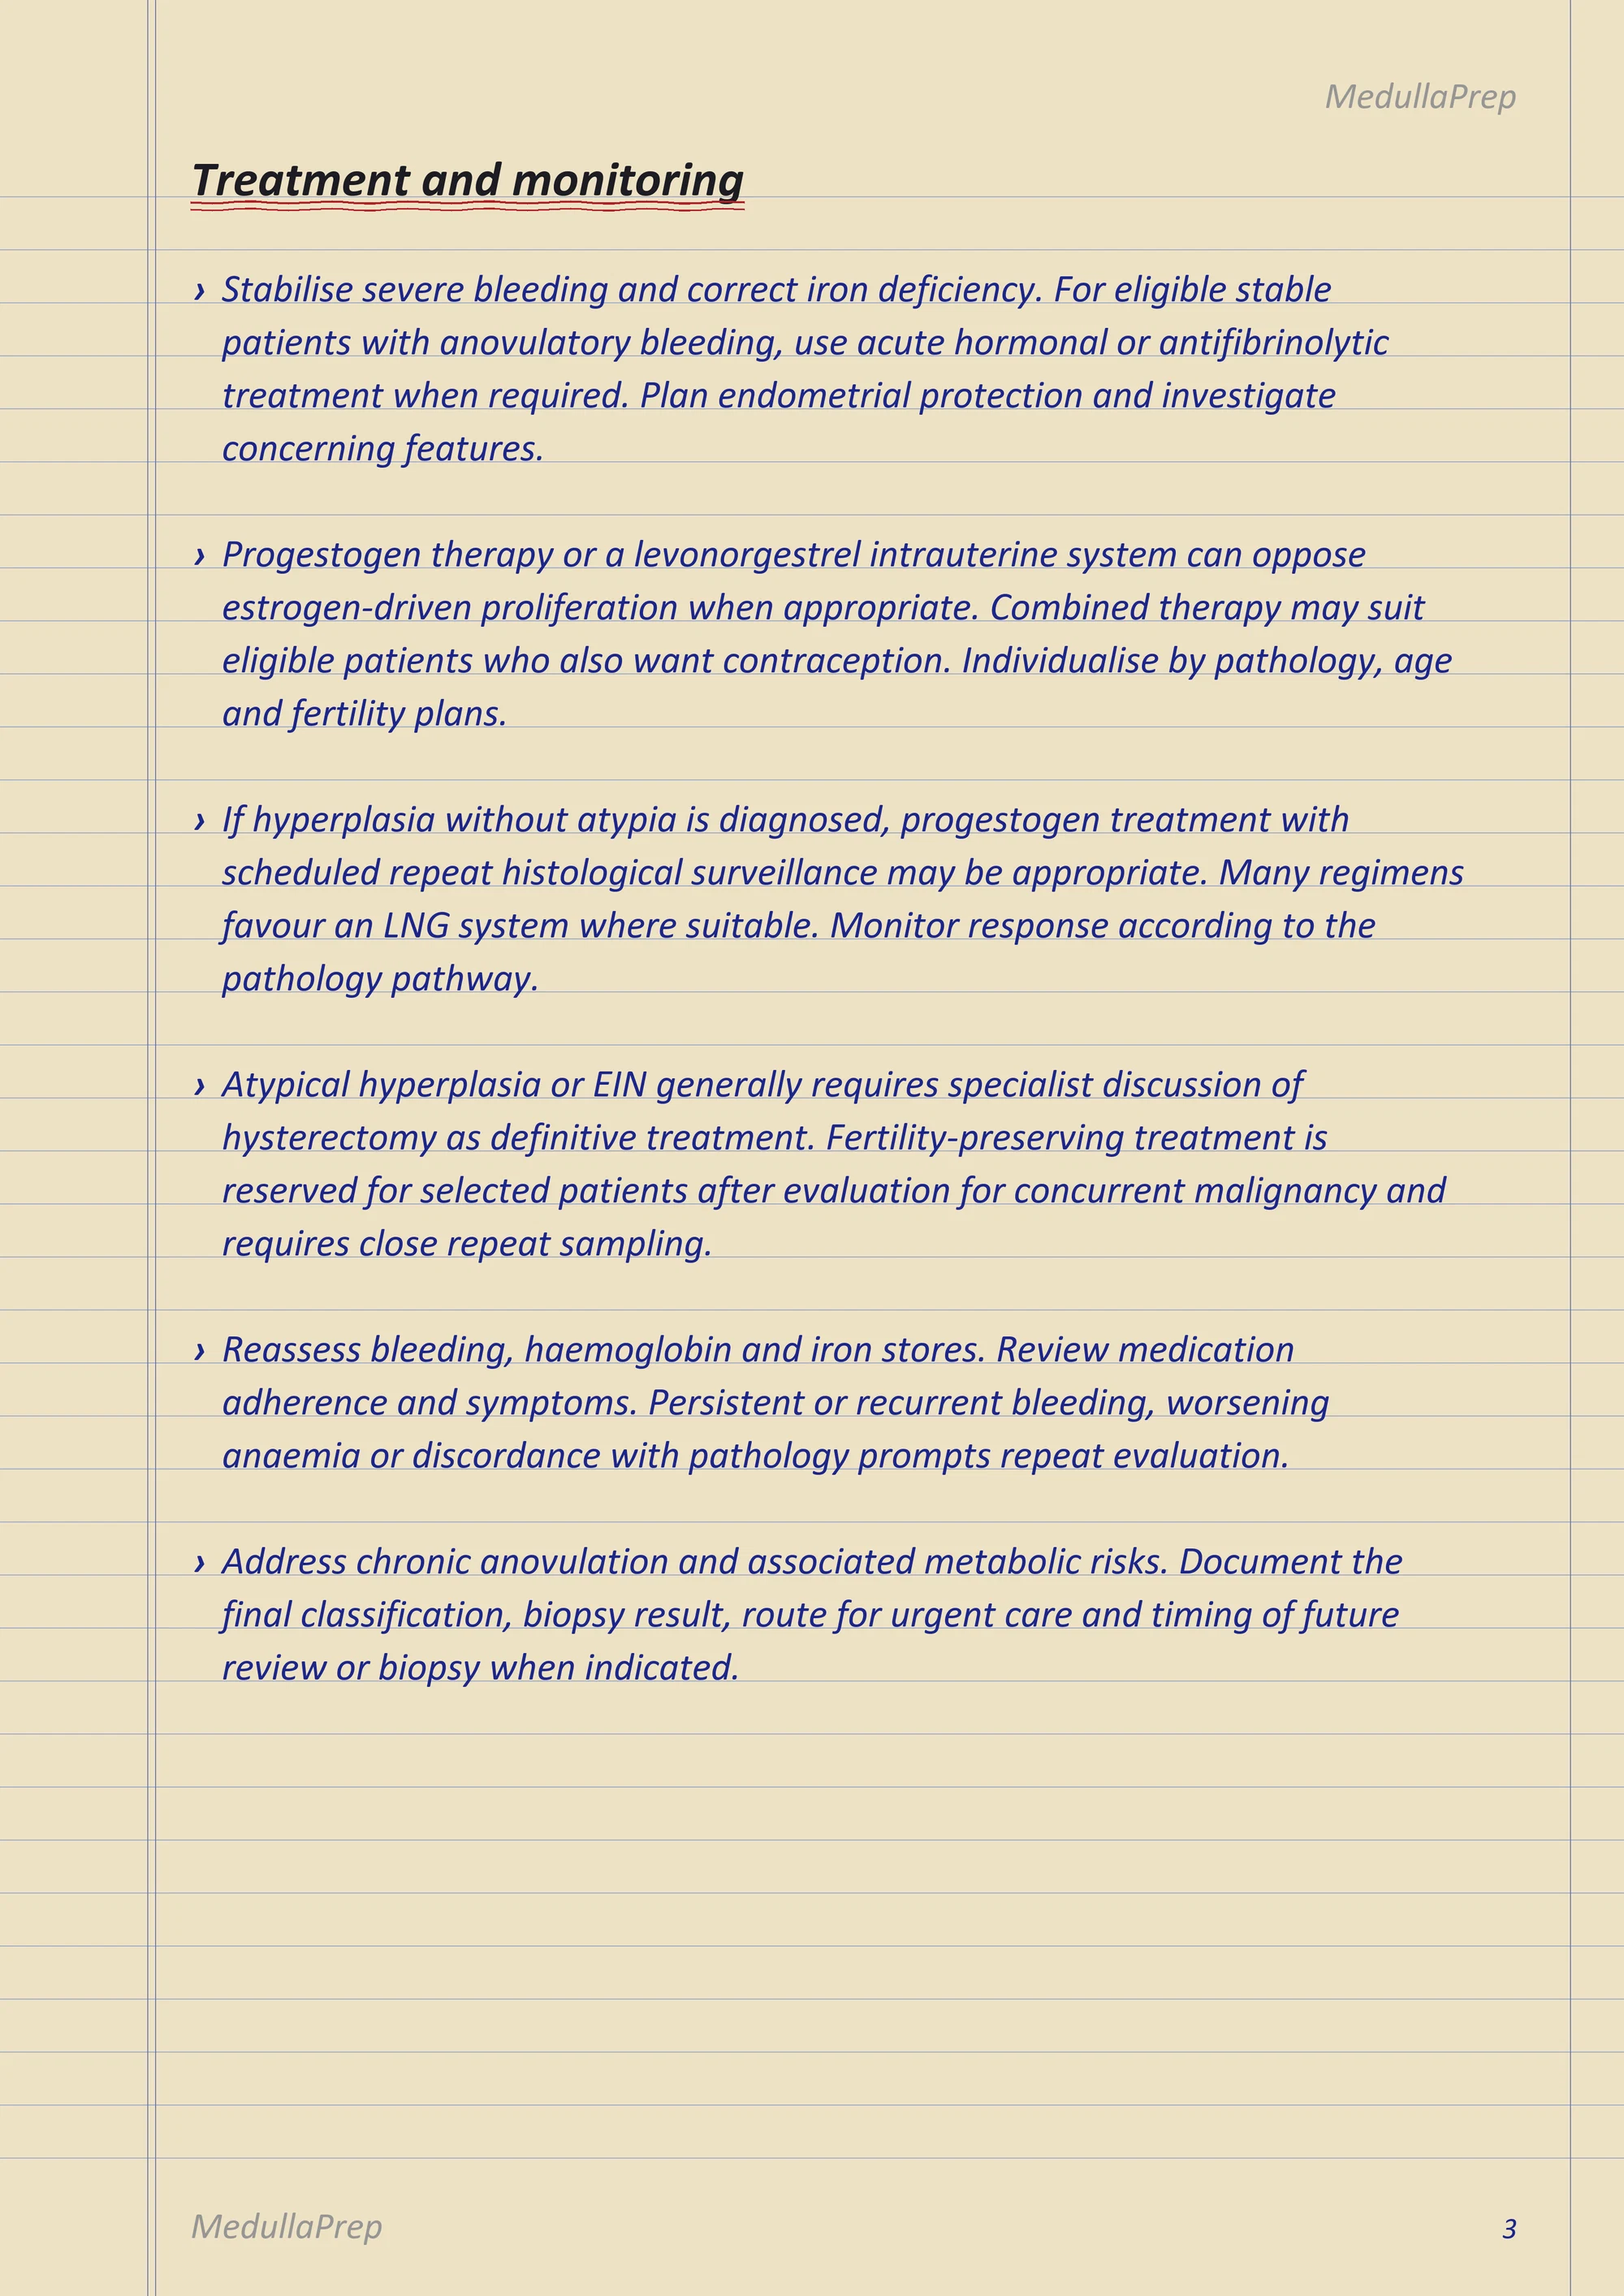 MedullaPrep
Treatment and monitoring
› Stabilise severe bleeding and correct iron deficiency. For eligible stable
patients with anovulatory bleeding, use acute hormonal or antifibrinolytic
treatment when required. Plan endometrial protection and investigate
concerning features.
› Progestogen therapy or a levonorgestrel intrauterine system can oppose
estrogen-driven proliferation when appropriate. Combined therapy may suit
eligible patients who also want contraception. Individualise by pathology, age
and fertility plans.
› If hyperplasia without atypia is diagnosed, progestogen treatment with
scheduled repeat histological surveillance may be appropriate. Many regimens
favour an LNG system where suitable. Monitor response according to the
pathology pathway.
› Atypical hyperplasia or EIN generally requires specialist discussion of
hysterectomy as definitive treatment. Fertility-preserving treatment is
reserved for selected patients after evaluation for concurrent malignancy and
requires close repeat sampling.
› Reassess bleeding, haemoglobin and iron stores. Review medication
adherence and symptoms. Persistent or recurrent bleeding, worsening
anaemia or discordance with pathology prompts repeat evaluation.
› Address chronic anovulation and associated metabolic risks. Document the
final classification, biopsy result, route for urgent care and timing of future
review or biopsy when indicated.
MedullaPrep
3